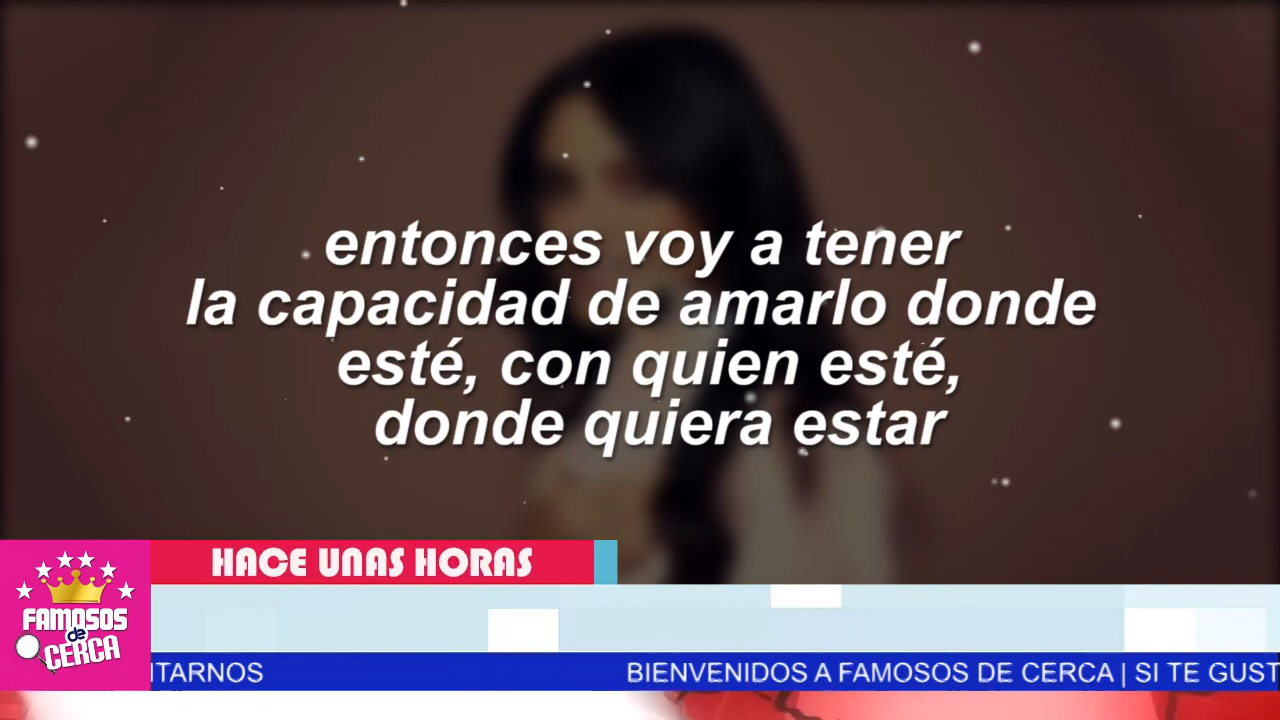 entonces voy a tener
la capacidad de amarlo donde
esté, con quien esté,
donde quiera estar
HACE UNAS HORAS
FAMOSOS
de
CERCA
ITARNOS
BIENVENIDOS A FAMOSOS DE CERCA | SI TE GUST